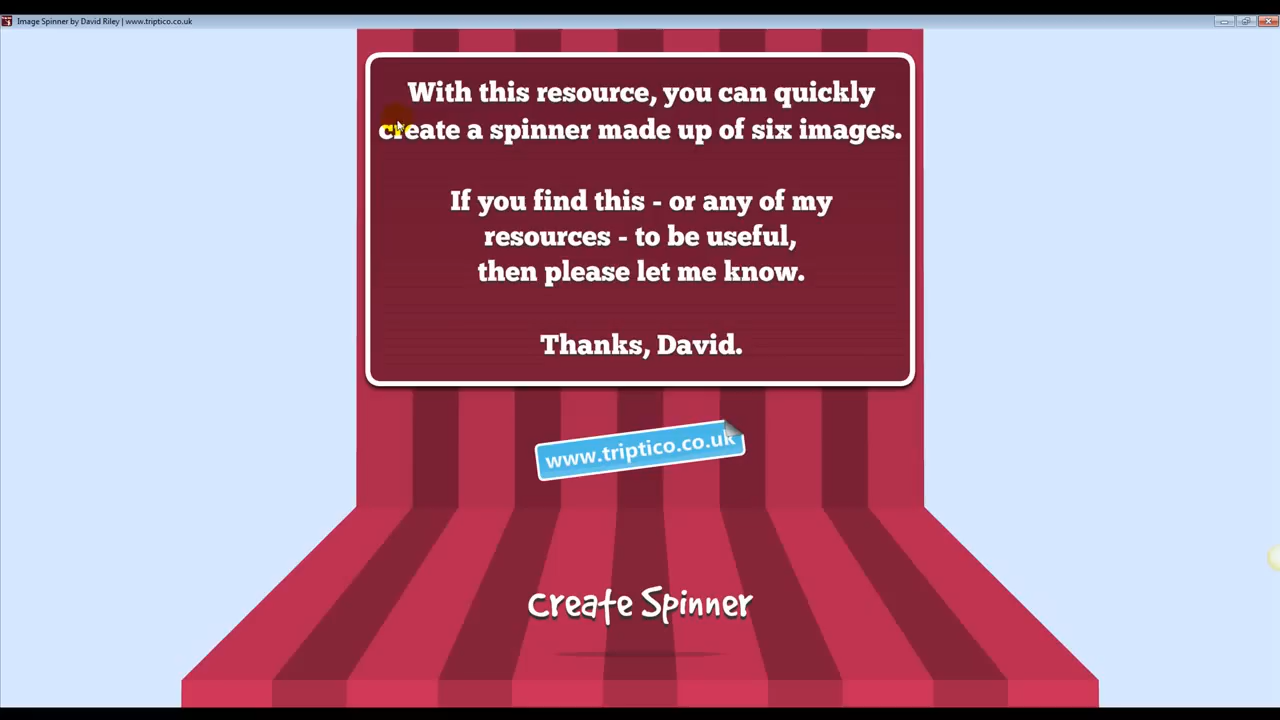 Image Spinner by David Riley | www.triptico.co.uk
With this resource, you can quickly
create a spinner made up of six images.
If you find this - or any of my
resources - to be useful,
then please let me know.
Thanks, David.
www.triptico.co.uk
Create Spinner